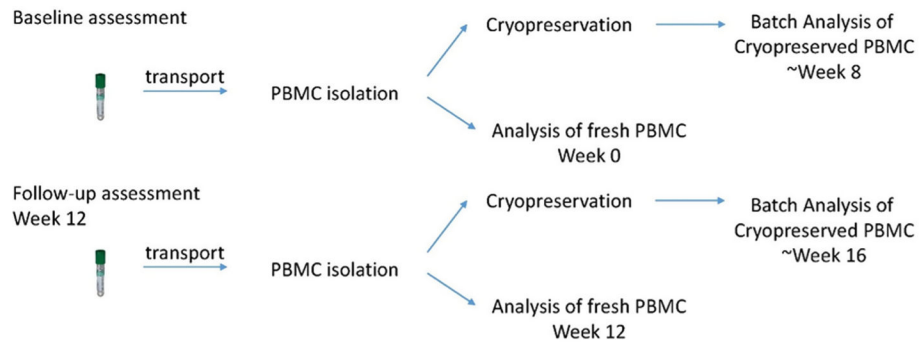 Baseline assessment
transport
PBMC isolation
Cryopreservation
Batch Analysis of
Cryopreserved PBMC
~Week 8
Analysis of fresh PBMC
Week 0
Follow-up assessment
Week 12
transport
PBMC isolation
Cryopreservation
Batch Analysis of
Cryopreserved PBMC
~Week 16
Analysis of fresh PBMC
Week 12